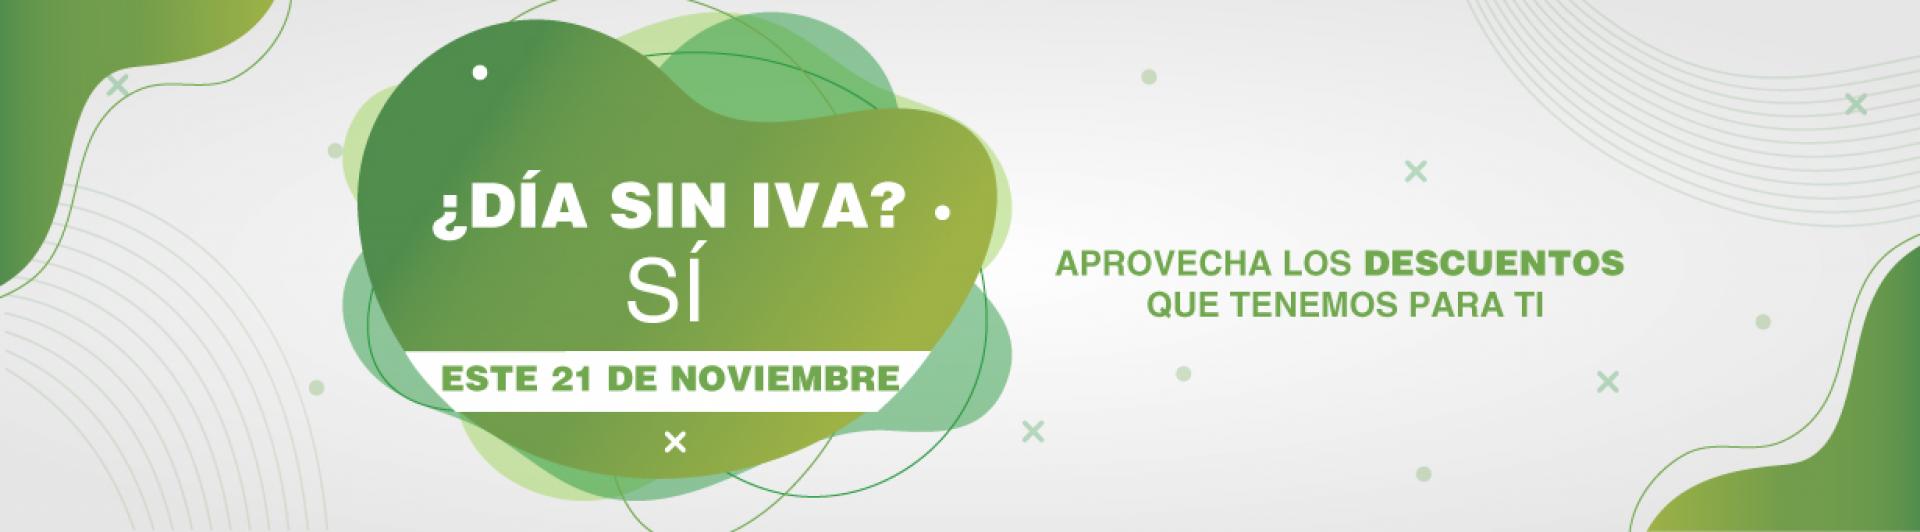 ¿DÍA SIN IVA?
SÍ
ESTE 21 DE NOVIEMBRE
APROVECHA LOS DESCUENTOS
QUE TENEMOS PARA TI